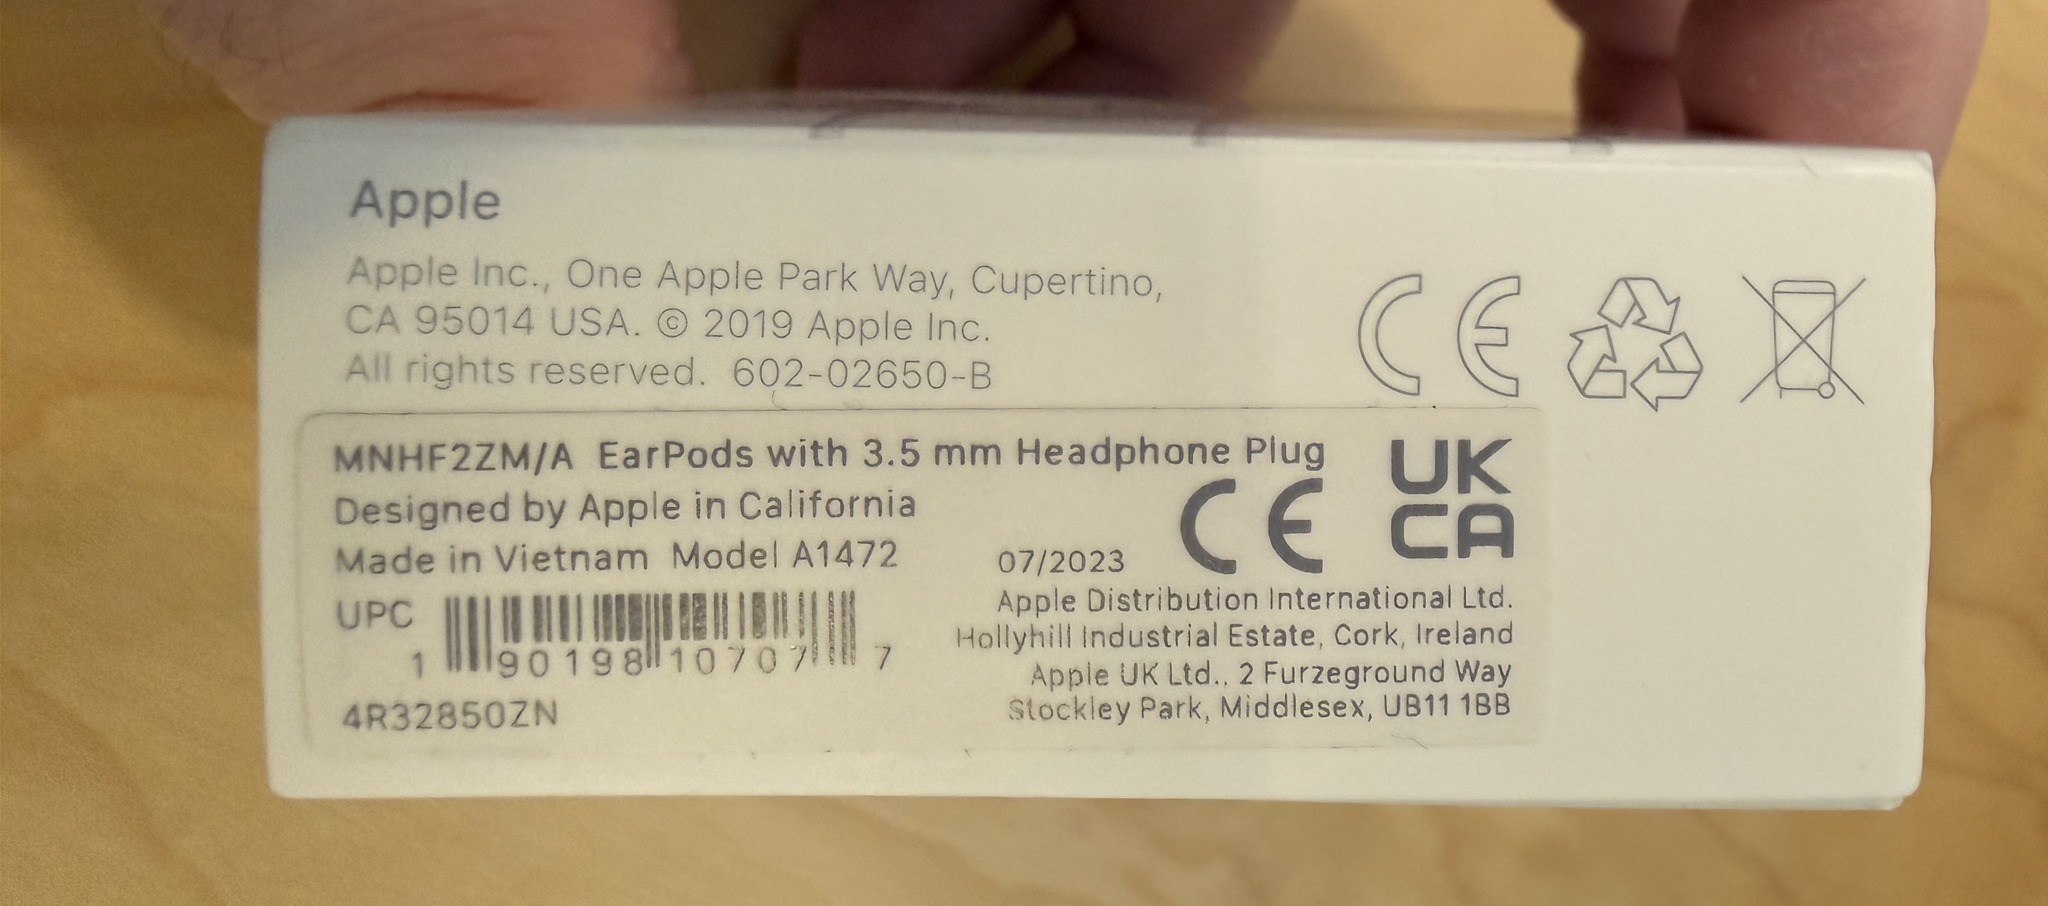 Apple
Apple Inc., One Apple Park Way, Cupertino,
CA 95014 USA. © 2019 Apple Inc.
All rights reserved. 602-02650-B
CE
MNHF2ZM/A EarPods with 3.5 mm Headphone Plug
Designed by Apple in California
Made in Vietnam Model A1472
UPC
1 90198 10707 7
4R32850ZN
07/2023
CE
UK
CA
Apple Distribution International Ltd.
Hollyhill Industrial Estate, Cork, Ireland
Apple UK Ltd., 2 Furzeground Way
Stockley Park, Middlesex, UB11 1BB